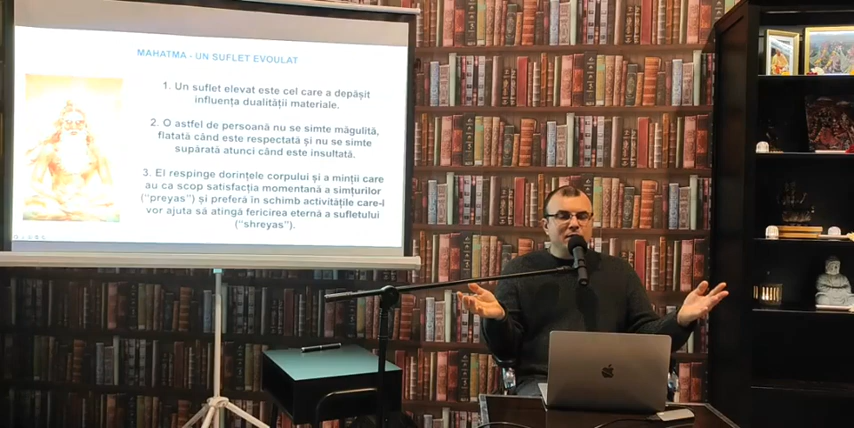 MAHATMA - UN SUFLET EVOULAT
1. Un suflet elevat este cel care a depășit
influența dualității materiale.
2. O astfel de persoană nu se simte măgulită,
flatată când este respectată și nu se simte
supărată atunci când este insultată.
3. El respinge dorințele corpului și a minții care
au ca scop satisfacția momentană a simțurilor
(''preyas'') și preferă în schimb activitățile care-l
vor ajuta să atingă fericirea eternă a sufletului
(''shreyas'').